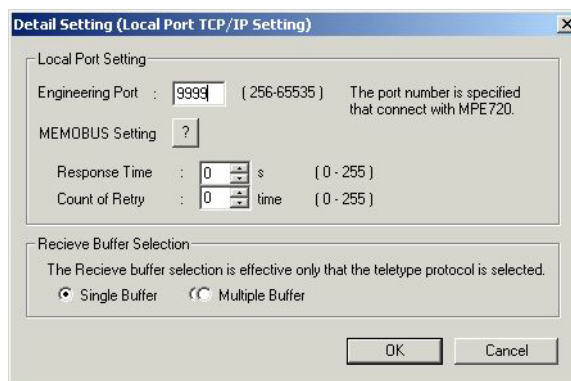 Detail Setting (Local Port TCP/IP Setting)
Local Port Setting
Engineering Port : 9999 ( 256-65535 ) The port number is specified
that connect with MPE720.
MEMOBUS Setting ?
Response Time : 0 s ( 0 - 255 )
Count of Retry : 0 time ( 0 - 255 )
Recieve Buffer Selection
The Recieve buffer selection is effective only that the teletype protocol is selected.
Single Buffer Multiple Buffer
OK Cancel